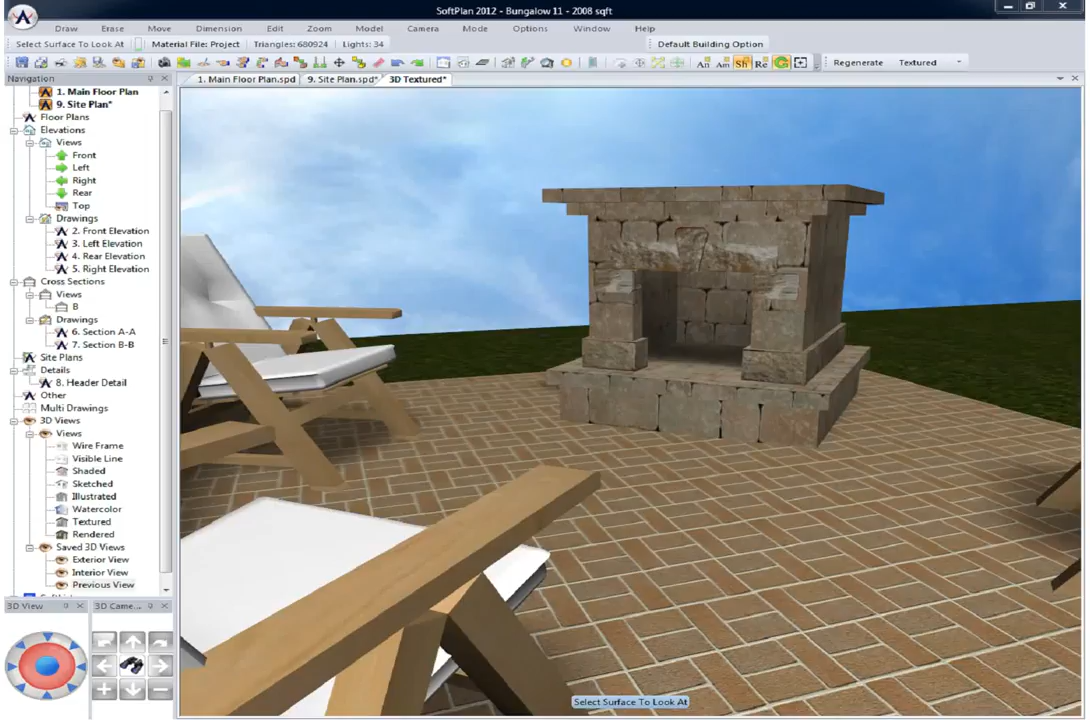 SoftPlan 2012 - Bungalow 11 - 2008 sqft
Draw Erase Move Dimension Edit Zoom Model Camera Mode Options Window Help
Select Surface To Look At Material File: Project Triangles: 680924 Lights: 34 Default Building Option
An Am Sh Re Regenerate Textured
Navigation
1. Main Floor Plan.spd 9. Site Plan.spd* 3D Textured*
1. Main Floor Plan
9. Site Plan*
Floor Plans
Elevations
Views
Front
Left
Right
Rear
Top
Drawings
2. Front Elevation
3. Left Elevation
4. Rear Elevation
5. Right Elevation
Cross Sections
Views
B
Drawings
6. Section A-A
7. Section B-B
Site Plans
Details
8. Header Detail
Other
Multi Drawings
3D Views
Views
Wire Frame
Visible Line
Shaded
Sketched
Illustrated
Watercolor
Textured
Rendered
Saved 3D Views
Exterior View
Interior View
Previous View
3D View 3D Came...
Select Surface To Look At